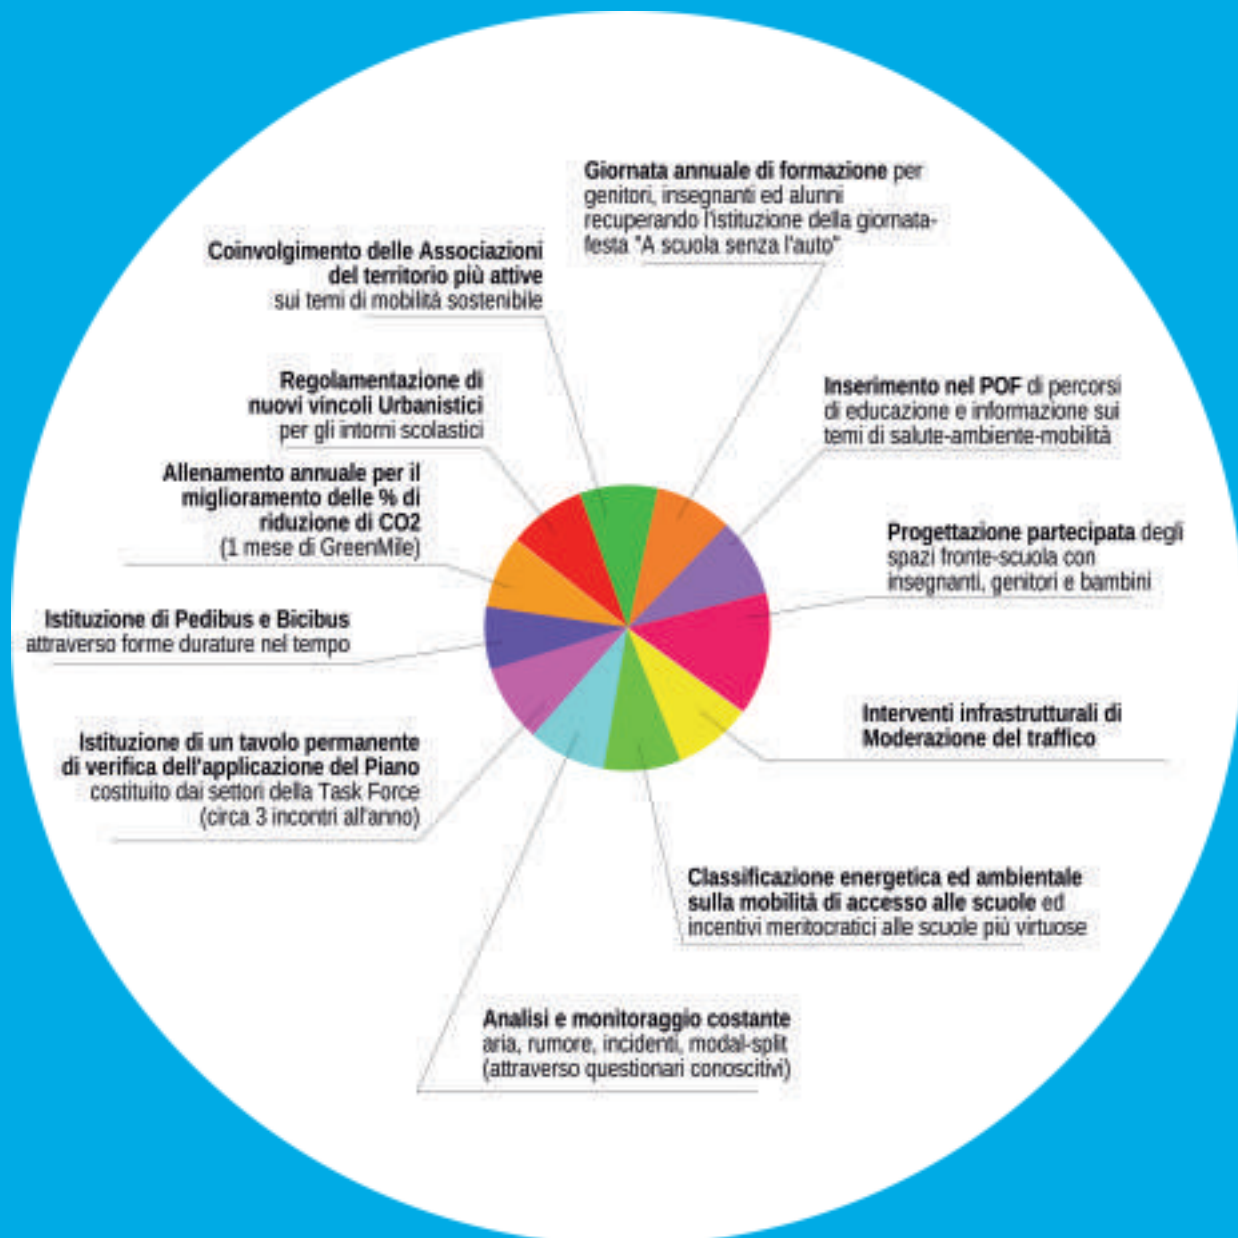 Giornata annuale di formazione per
genitori, insegnanti ed alunni
recuperando l'istituzione della giornata-
festa "A scuola senza l'auto"
Coinvolgimento delle Associazioni
del territorio più attive
sui temi di mobilità sostenibile
Regolamentazione di
nuovi vincoli Urbanistici
per gli intorni scolastici
Inserimento nel POF di percorsi
di educazione e informazione sui
temi di salute-ambiente-mobilità
Allenamento annuale per il
miglioramento delle % di
riduzione di CO2
(1 mese di GreenMile)
Progettazione partecipata degli
spazi fronte-scuola con
insegnanti, genitori e bambini
Istituzione di Pedibus e Bicibus
attraverso forme durature nel tempo
Interventi infrastrutturali di
Moderazione del traffico
Istituzione di un tavolo permanente
di verifica dell'applicazione del Piano
costituito dai settori della Task Force
(circa 3 incontri all'anno)
Classificazione energetica ed ambientale
sulla mobilità di accesso alle scuole ed
incentivi meritocratici alle scuole più virtuose
Analisi e monitoraggio costante
aria, rumore, incidenti, modal-split
(attraverso questionari conoscitivi)